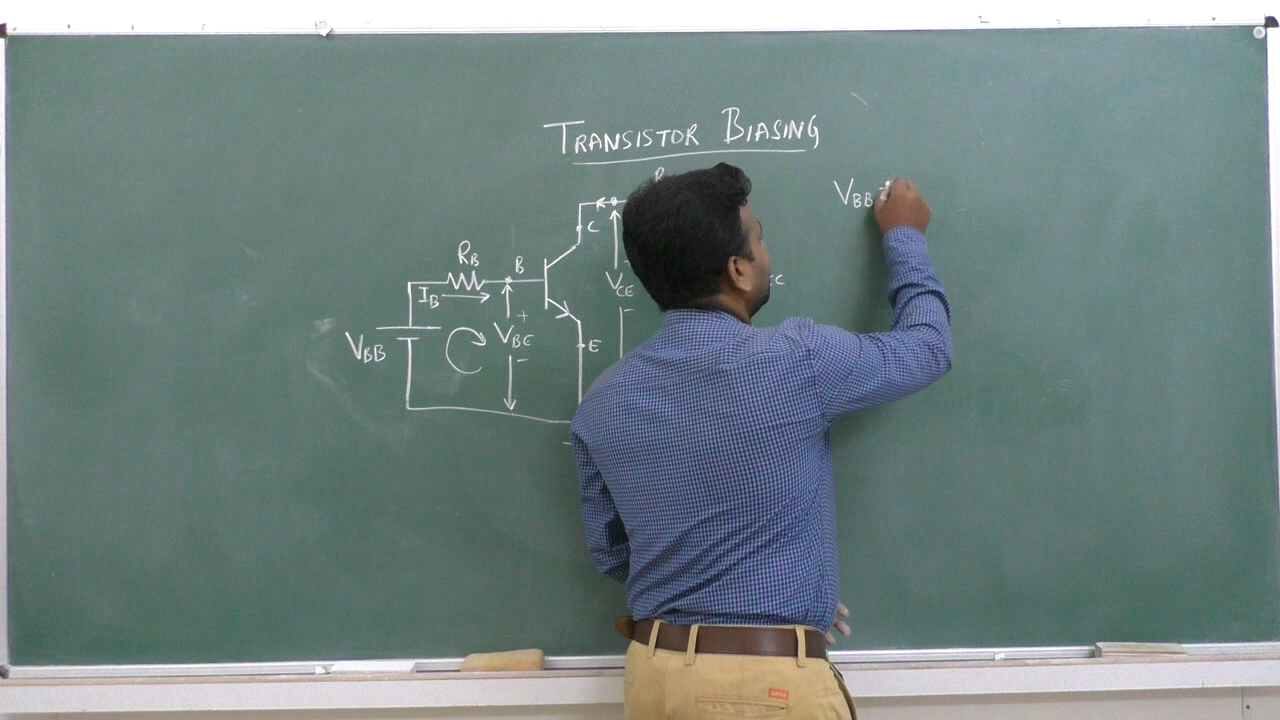 TRANSISTOR BIASING
VBB
C
RB
B
IB
VCE
+
VBE
-
-
E
VBB